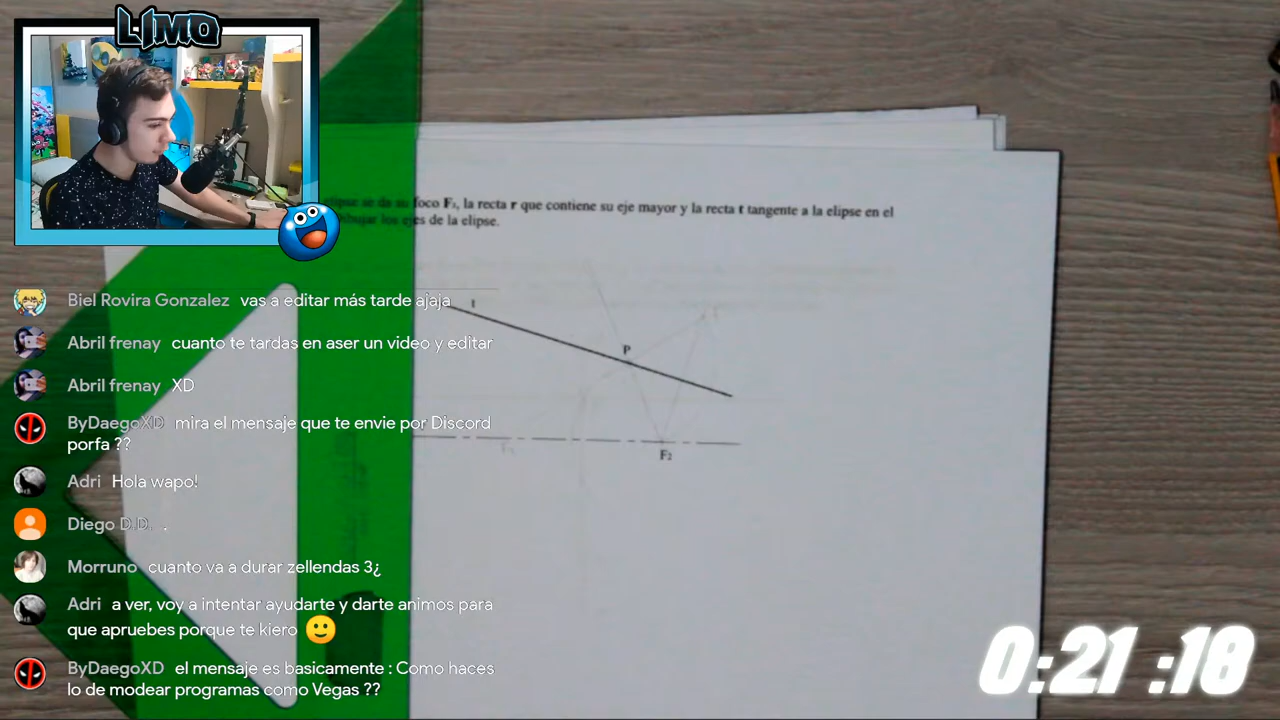 LIMO
elipse se da su foco F₂, la recta r que contiene su eje mayor y la recta t tangente a la elipse en el
dibujar los ejes de la elipse.
t
P
F₁
F₂
Biel Rovira Gonzalez vas a editar más tarde ajaja
Abril frenay cuanto te tardas en aser un video y editar
Abril frenay XD
ByDaegoXD mira el mensaje que te envie por Discord
porfa ??
Adri Hola wapo!
Diego D.D. .
Morruno cuanto va a durar zellendas 3¿
Adri a ver, voy a intentar ayudarte y darte animos para
que apruebes porque te kiero 🙂
ByDaegoXD el mensaje es basicamente : Como haces
lo de modear programas como Vegas ??
0:21 :18